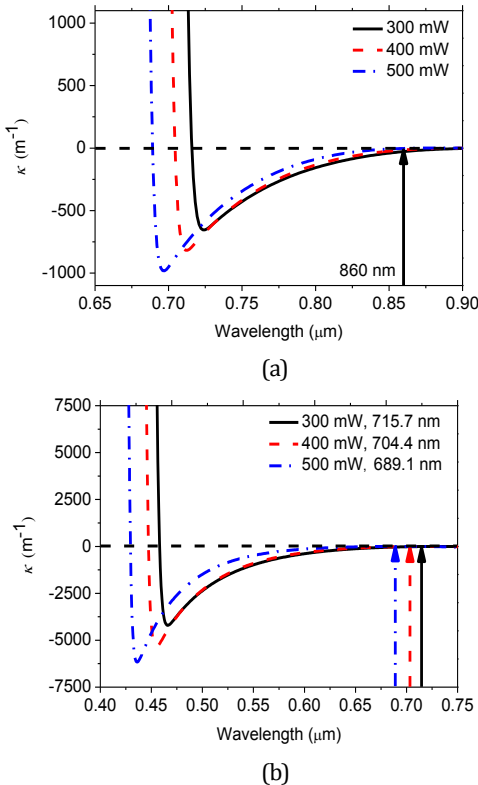 1000
500
0
-500
-1000
κ (m⁻¹)
300 mW
400 mW
500 mW
860 nm
0.65 0.70 0.75 0.80 0.85 0.90
Wavelength (μm)
(a)
7500
5000
2500
0
-2500
-5000
-7500
κ (m⁻¹)
300 mW, 715.7 nm
400 mW, 704.4 nm
500 mW, 689.1 nm
0.40 0.45 0.50 0.55 0.60 0.65 0.70 0.75
Wavelength (μm)
(b)